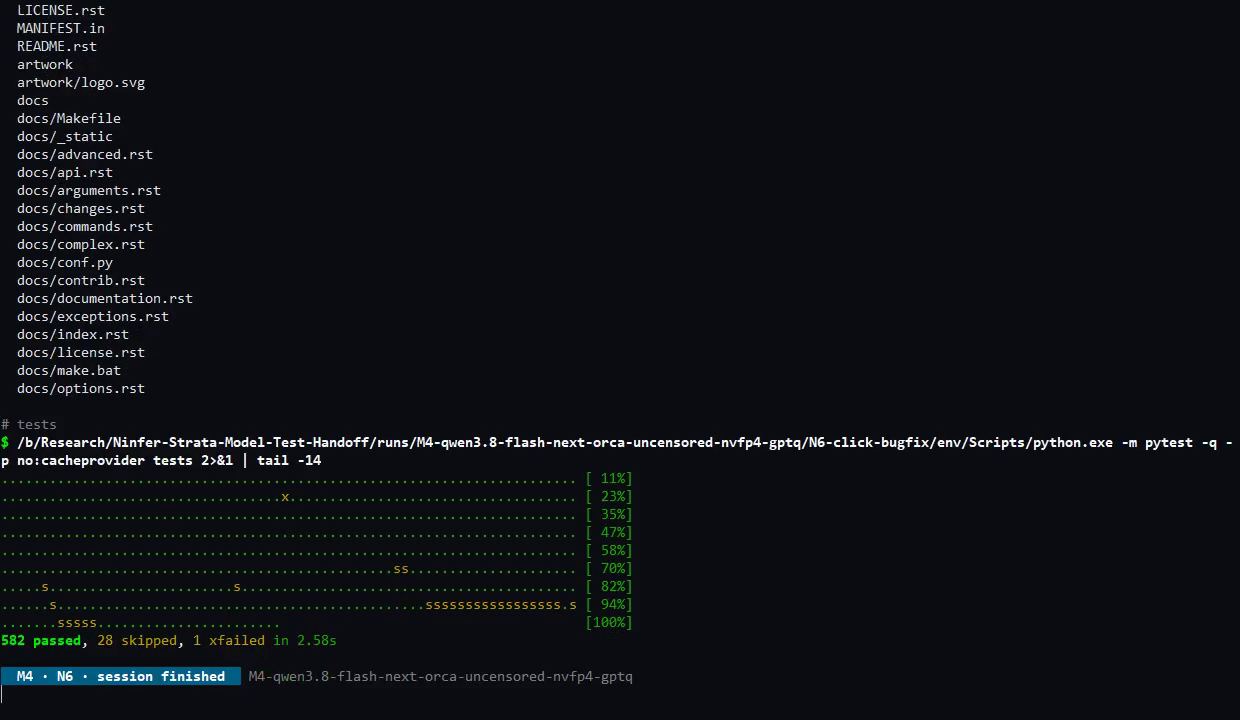 LICENSE.rst
MANIFEST.in
README.rst
artwork
artwork/logo.svg
docs
docs/Makefile
docs/_static
docs/advanced.rst
docs/api.rst
docs/arguments.rst
docs/changes.rst
docs/commands.rst
docs/complex.rst
docs/conf.py
docs/contrib.rst
docs/documentation.rst
docs/exceptions.rst
docs/index.rst
docs/license.rst
docs/make.bat
docs/options.rst
# tests
$ /b/Research/Ninfer-Strata-Model-Test-Handoff/runs/M4-qwen3.8-flash-next-orca-uncensored-nvfp4-gptq/N6-click-bugfix/env/Scripts/python.exe -m pytest -q -
p no:cacheprovider tests 2>&1 | tail -14
........................................................................ [ 11%]
...................................x.................................... [ 23%]
........................................................................ [ 35%]
........................................................................ [ 47%]
........................................................................ [ 58%]
.................................................ss..................... [ 70%]
.....s.......................s.......................................... [ 82%]
......s..............................................sssssssssssssssss.s [ 94%]
.......sssss....................... [100%]
582 passed, 28 skipped, 1 xfailed in 2.58s
M4 · N6 · session finished M4-qwen3.8-flash-next-orca-uncensored-nvfp4-gptq